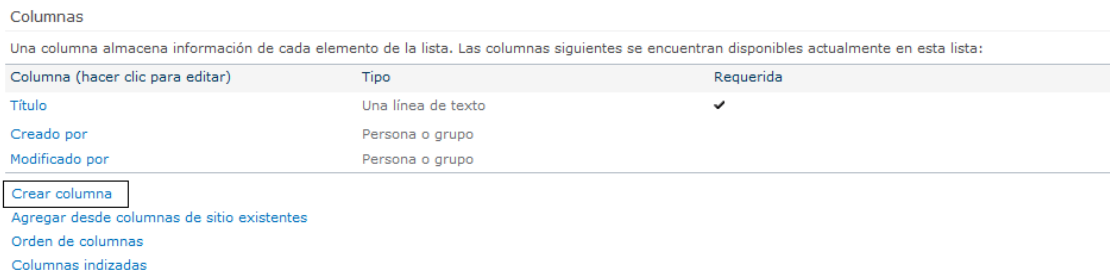 Columnas
Una columna almacena información de cada elemento de la lista. Las columnas siguientes se encuentran disponibles actualmente en esta lista:
Columna (hacer clic para editar) Tipo Requerida
Título Una línea de texto ✔
Creado por Persona o grupo
Modificado por Persona o grupo
Crear columna
Agregar desde columnas de sitio existentes
Orden de columnas
Columnas indizadas